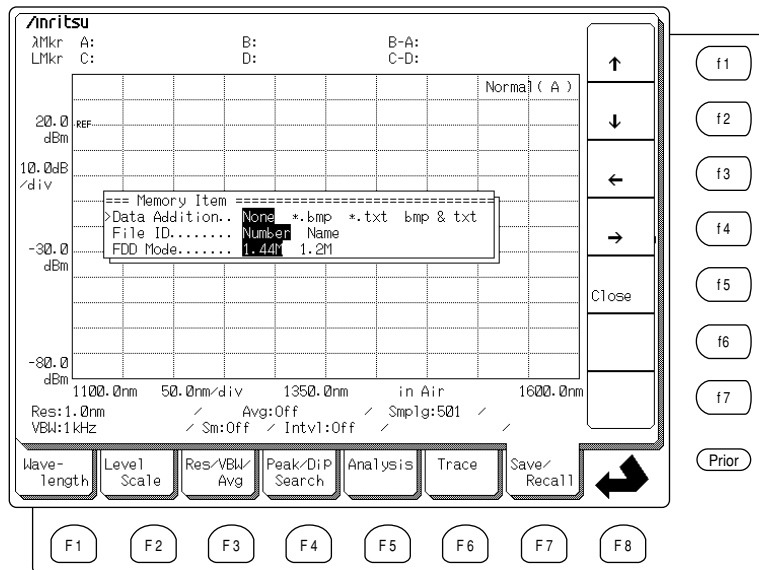 Anritsu
λMkr A: B: B-A:
LMkr C: D: C-D:
Normal( A )
20.0 REF
dBm
10.0dB
/div
=== Memory Item ============================
>Data Addition.. None *.bmp *.txt bmp & txt
File ID........ Number Name
FDD Mode....... 1.44M 1.2M
-30.0
dBm
-80.0
dBm
1100.0nm 50.0nm/div 1350.0nm in Air 1600.0nm
Res:1.0nm / Avg:Off / Smplg:501 /
VBW:1kHz / Sm:Off / Intvl:Off / /
↑
↓
←
→
Close
Wave-
length
Level
Scale
Res/VBW/
Avg
Peak/Dip
Search
Analysis
Trace
Save/
Recall
f1
f2
f3
f4
f5
f6
f7
Prior
F1 F2 F3 F4 F5 F6 F7 F8